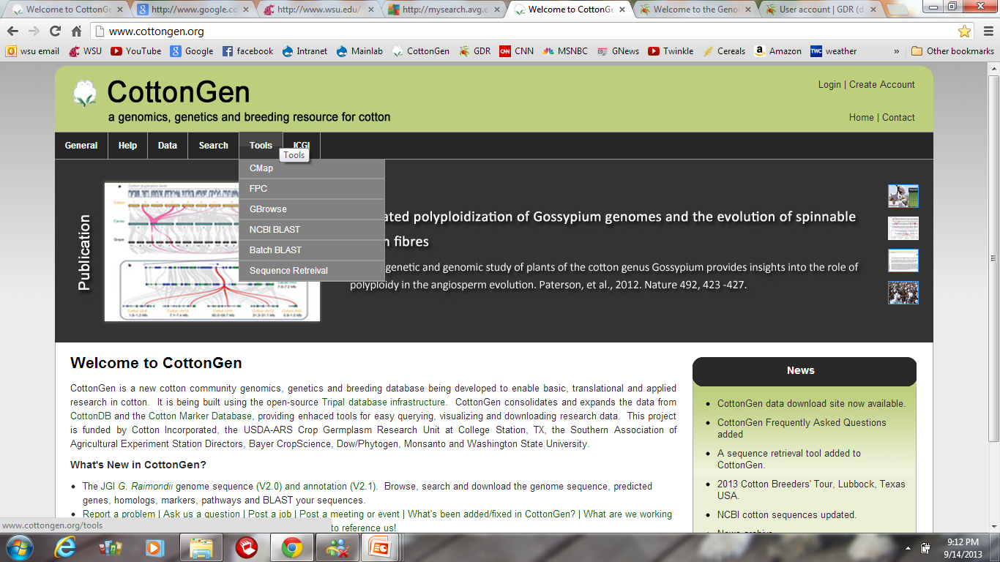 Welcome to CottonGen
http://www.google.co
http://www.wsu.edu/
http://mysearch.avg.c
Welcome to CottonGe
Welcome to the Geno
User account | GDR (d
www.cottongen.org
wsu email WSU YouTube Google facebook Intranet Mainlab CottonGen GDR CNN MSNBC GNews Twinkle Cereals Amazon weather » Other bookmarks
CottonGen
a genomics, genetics and breeding resource for cotton
Login | Create Account
Home | Contact
General Help Data Search Tools ICGI
Tools
CMap
FPC
GBrowse
NCBI BLAST
Batch BLAST
Sequence Retreival
Publication
ated polyploidization of Gossypium genomes and the evolution of spinnable
fibres
genetic and genomic study of plants of the cotton genus Gossypium provides insights into the role of
polyploidy in the angiosperm evolution. Paterson, et al., 2012. Nature 492, 423 -427.
Welcome to CottonGen
CottonGen is a new cotton community genomics, genetics and breeding database being developed to enable basic, translational and applied
research in cotton. It is being built using the open-source Tripal database infrastructure. CottonGen consolidates and expands the data from
CottonDB and the Cotton Marker Database, providing enhaced tools for easy querying, visualizing and downloading research data. This project
is funded by Cotton Incorporated, the USDA-ARS Crop Germplasm Research Unit at College Station, TX, the Southern Association of
Agricultural Experiment Station Directors, Bayer CropScience, Dow/Phytogen, Monsanto and Washington State University.
What's New in CottonGen?
The JGI G. Raimondii genome sequence (V2.0) and annotation (V2.1). Browse, search and download the genome sequence, predicted
genes, homologs, markers, pathways and BLAST your sequences.
Report a problem | Ask us a question | Post a job | Post a meeting or event | What's been added/fixed in CottonGen? | What are we working
to reference us!
News
CottonGen data download site now available.
CottonGen Frequently Asked Questions
added
A sequence retrieval tool added to
CottonGen.
2013 Cotton Breeders' Tour, Lubbock, Texas
USA.
NCBI cotton sequences updated.
News archive
www.cottongen.org/tools
9:12 PM
9/14/2013